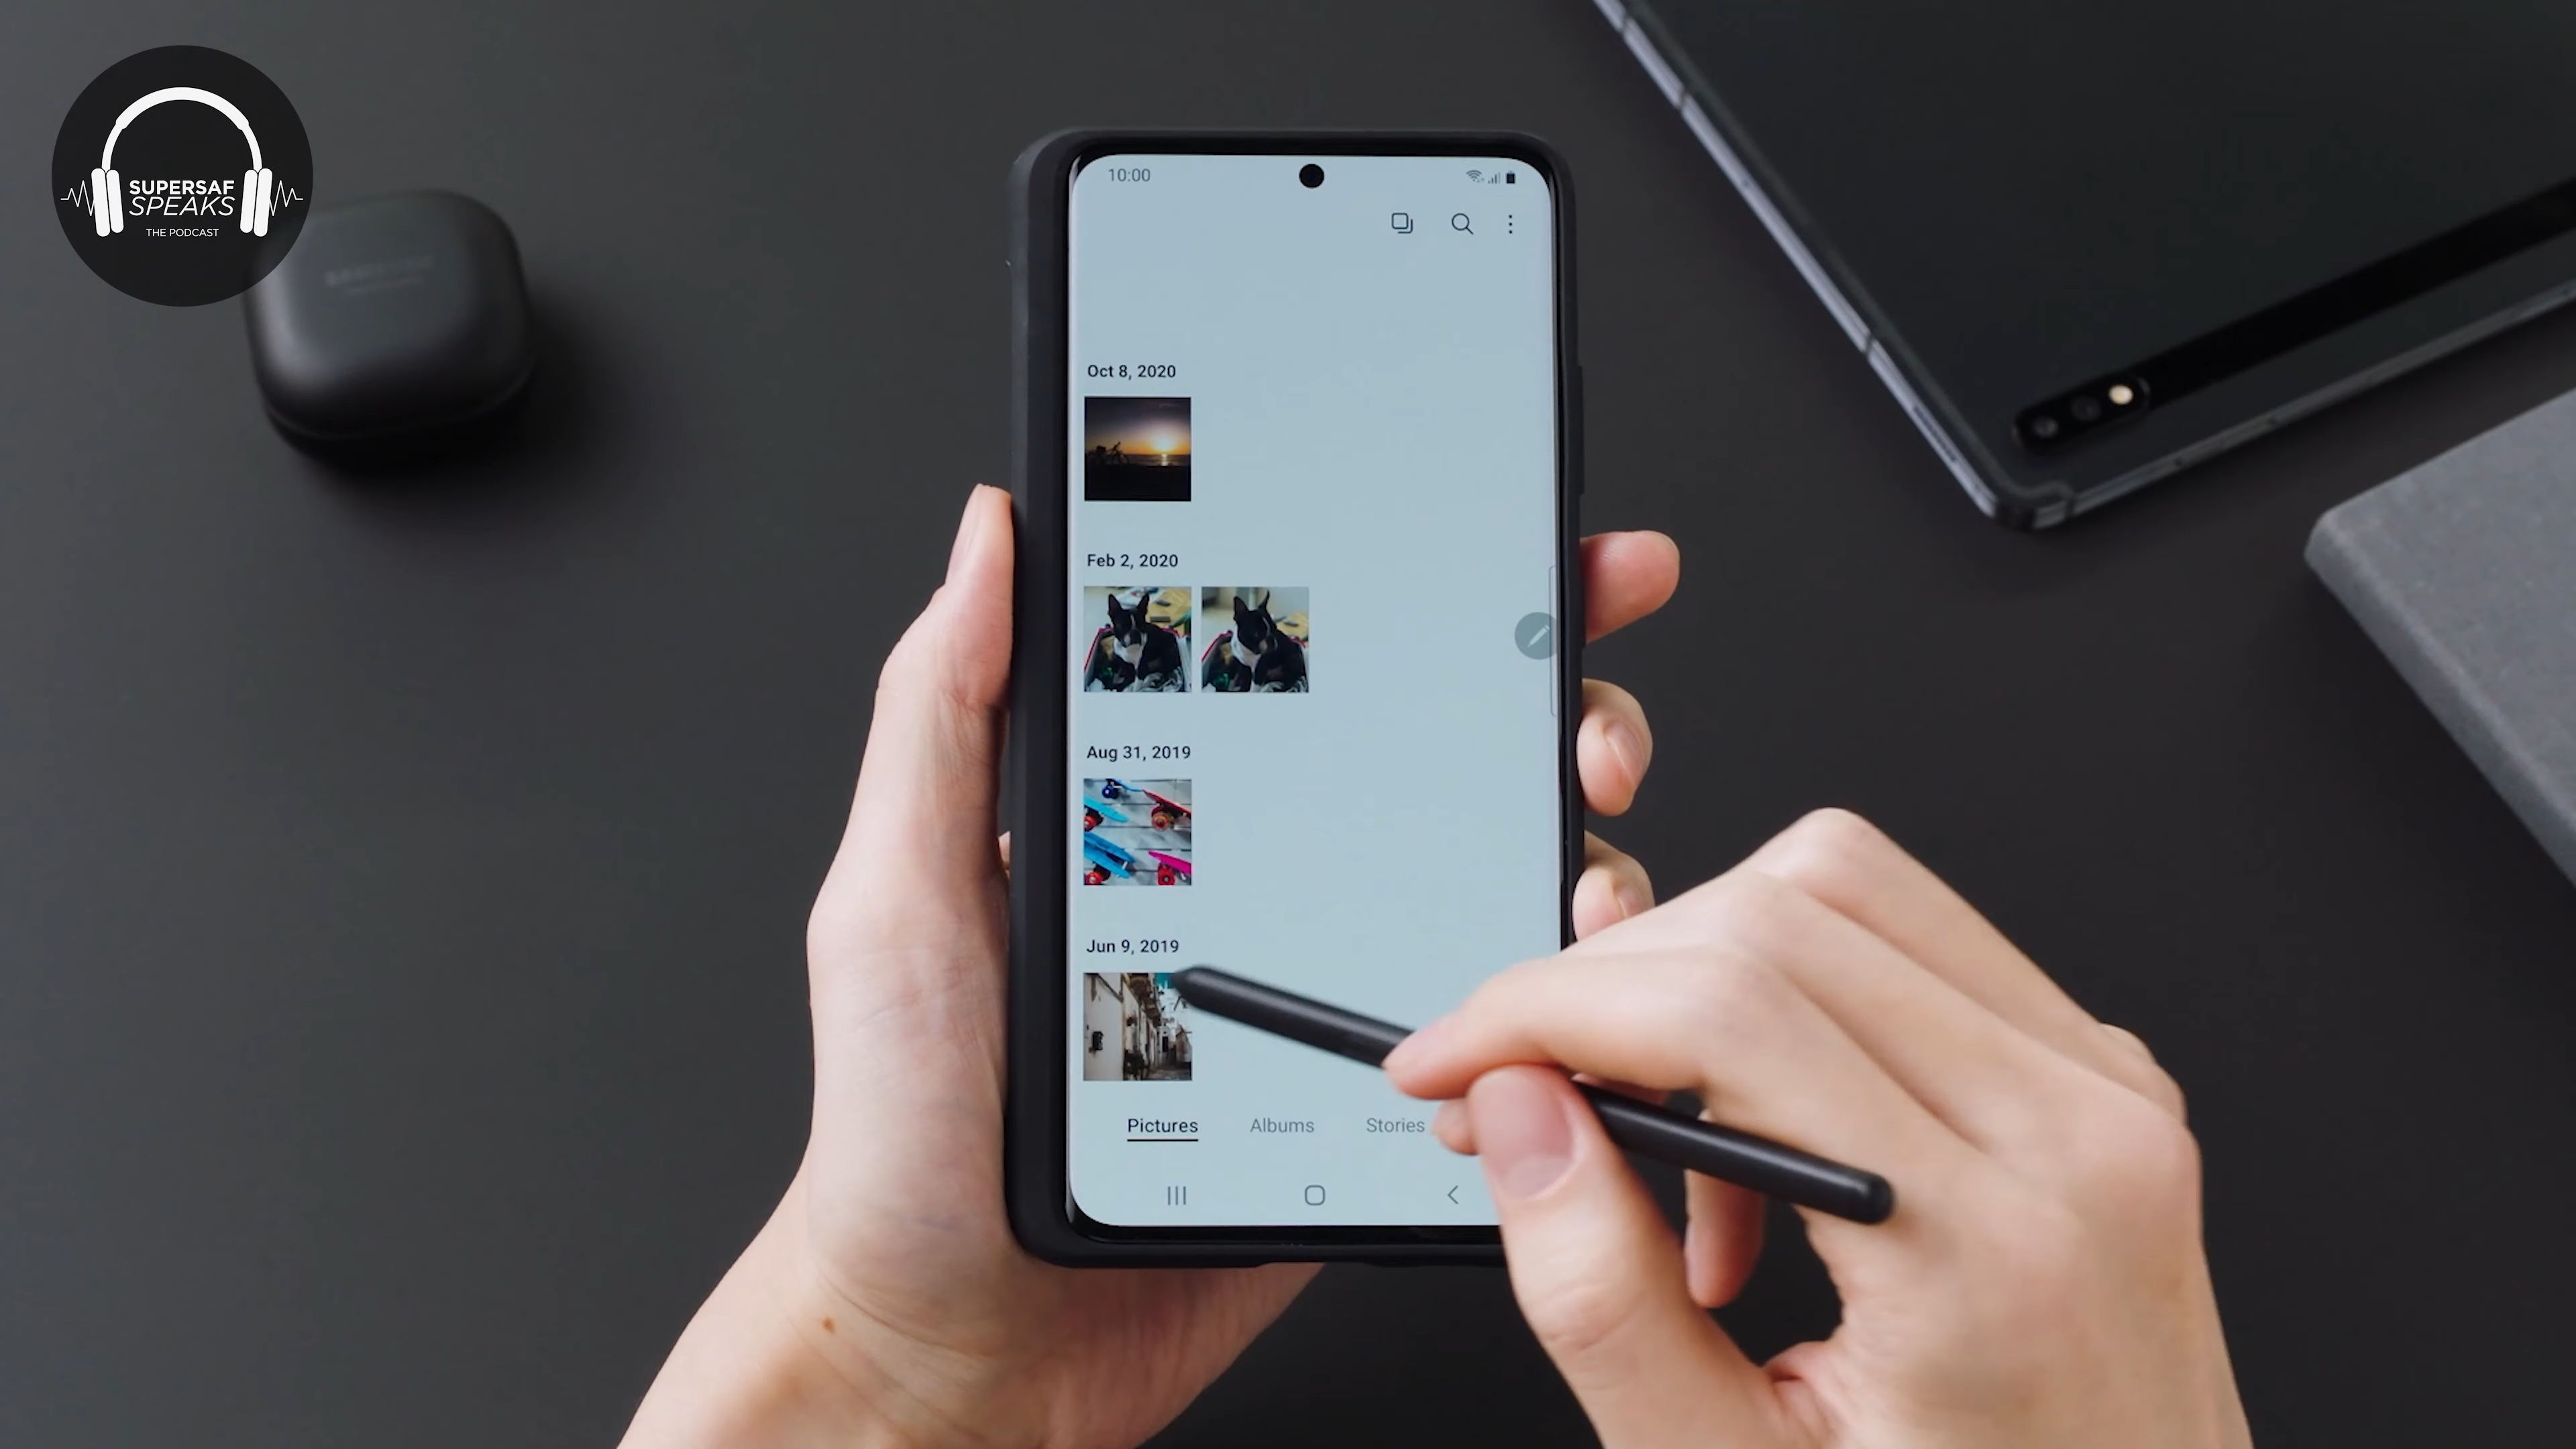 SUPERSAF
SPEAKS
THE PODCAST
10:00
Oct 8, 2020
Feb 2, 2020
Aug 31, 2019
Jun 9, 2019
Pictures
Albums
Stories